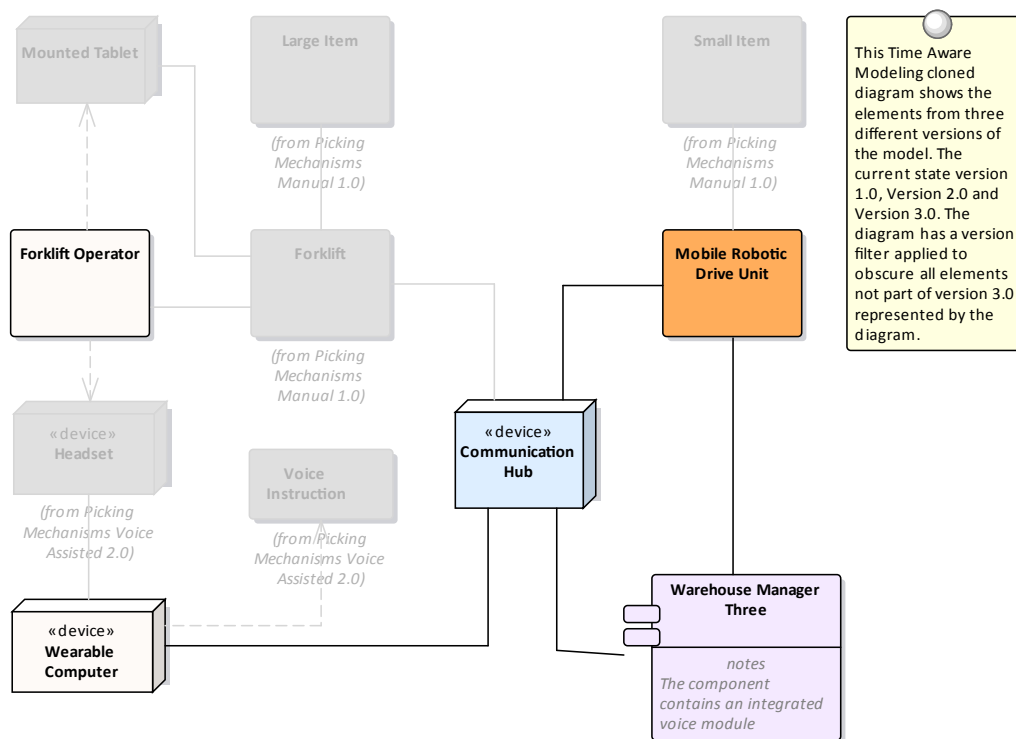 Mounted Tablet
Large Item
(from Picking
Mechanisms
Manual 1.0)
Small Item
(from Picking
Mechanisms
Manual 1.0)
This Time Aware
Modeling cloned
diagram shows the
elements from three
different versions of
the model. The
current state version
1.0, Version 2.0 and
Version 3.0. The
diagram has a version
filter applied to
obscure all elements
not part of version 3.0
represented by the
diagram.
Forklift Operator
Forklift
(from Picking
Mechanisms
Manual 1.0)
Mobile Robotic
Drive Unit
«device»
Headset
(from Picking
Mechanisms Voice
Assisted 2.0)
Voice
Instruction
(from Picking
Mechanisms Voice
Assisted 2.0)
«device»
Communication
Hub
«device»
Wearable
Computer
Warehouse Manager
Three
notes
The component
contains an integrated
voice module